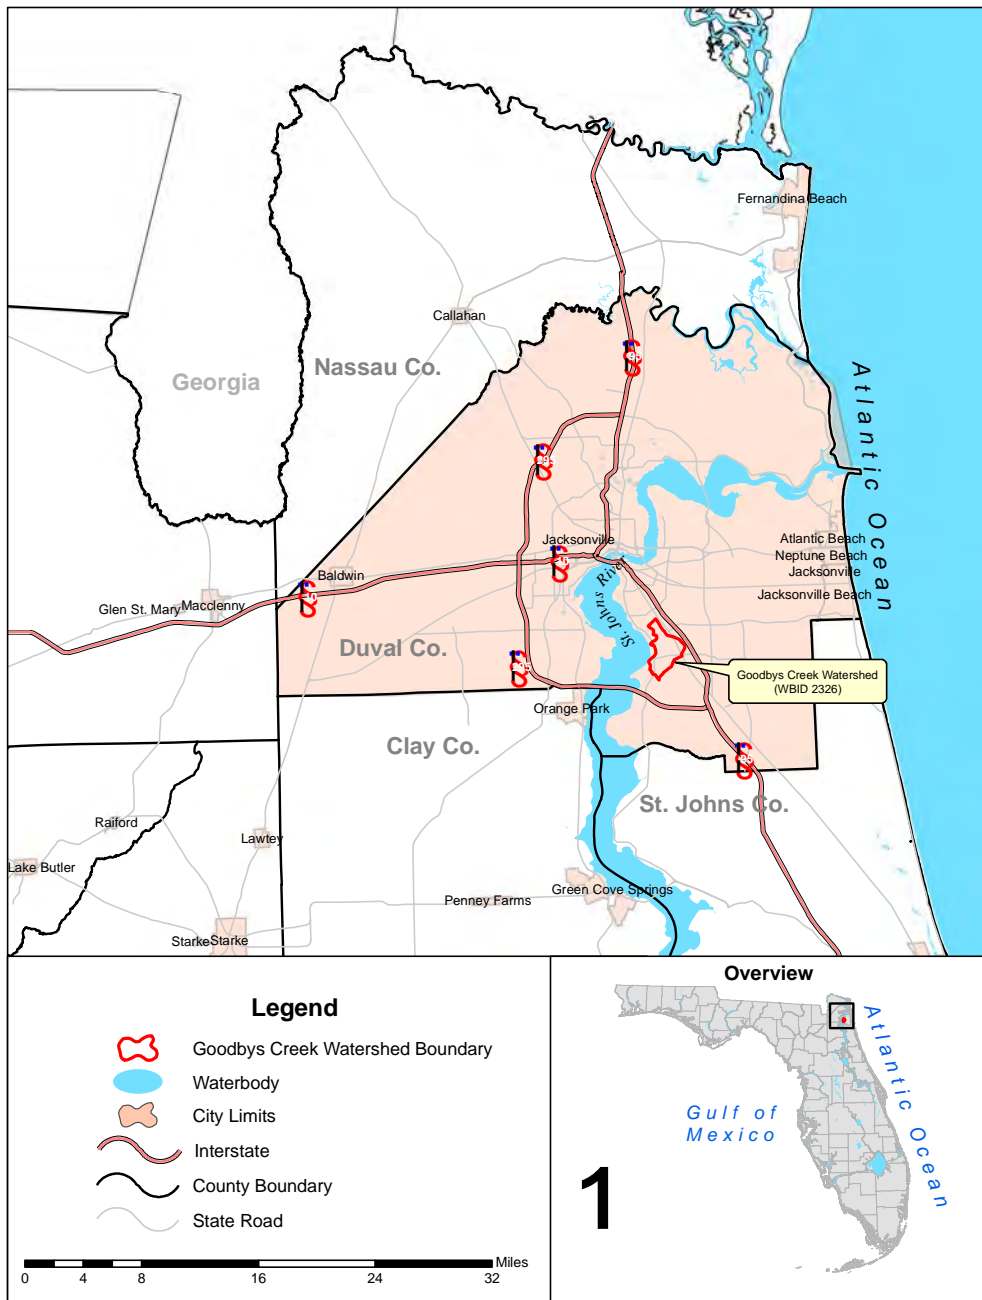 Fernandina Beach
Callahan
Nassau Co.
Georgia
Atlantic Ocean
Jacksonville
Atlantic Beach
Neptune Beach
Jacksonville
Jacksonville Beach
Baldwin
Glen St. Mary
Macclenny
St. Johns River
Duval Co.
Goodbys Creek Watershed
(WBID 2326)
Orange Park
Clay Co.
St. Johns Co.
Raiford
Lawtey
Lake Butler
Green Cove Springs
Penney Farms
Starke
Starke
Legend
Goodbys Creek Watershed Boundary
Waterbody
City Limits
Interstate
County Boundary
State Road
Miles
0 4 8 16 24 32
Overview
Gulf of
Mexico
Atlantic Ocean
1